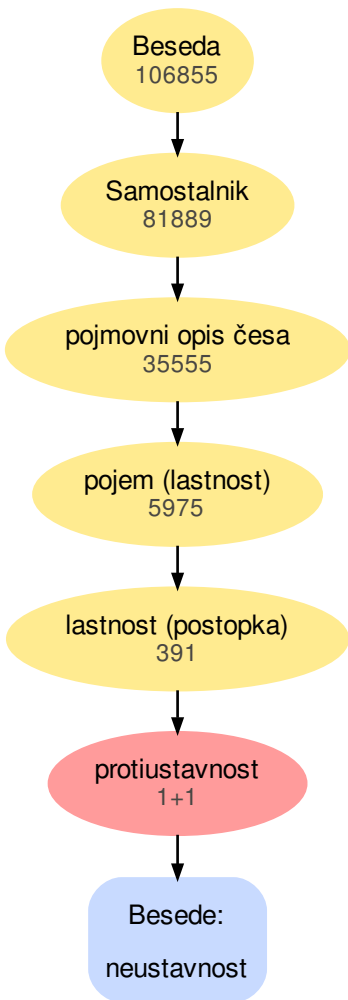 Beseda
106855
Samostalnik
81889
pojmovni opis česa
35555
pojem (lastnost)
5975
lastnost (postopka)
391
protiustavnost
1+1
Besede:
neustavnost